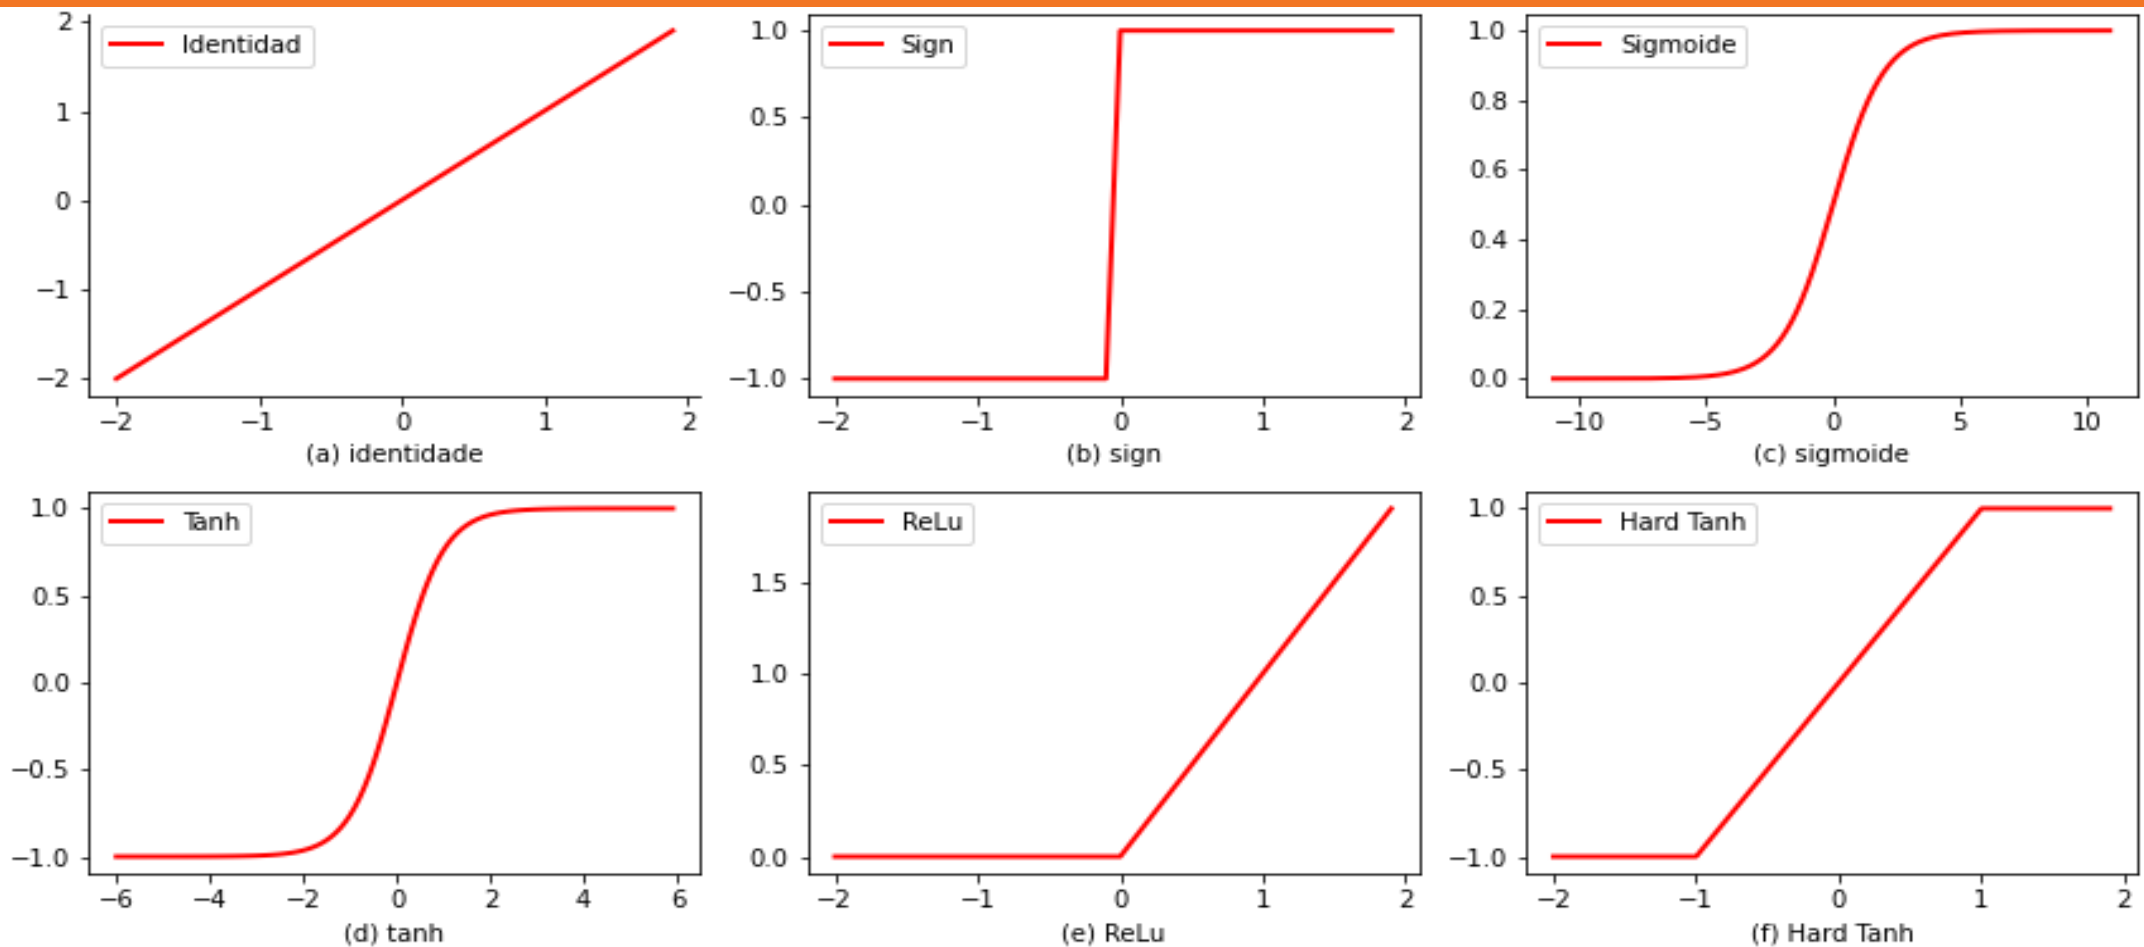 Identidad
2
1
0
−1
−2
−2 −1 0 1 2
(a) identidade
Sign
1.0
0.5
0.0
−0.5
−1.0
−2 −1 0 1 2
(b) sign
Sigmoide
1.0
0.8
0.6
0.4
0.2
0.0
−10 −5 0 5 10
(c) sigmoide
Tanh
1.0
0.5
0.0
−0.5
−1.0
−6 −4 −2 0 2 4 6
(d) tanh
ReLu
1.5
1.0
0.5
0.0
−2 −1 0 1 2
(e) ReLu
Hard Tanh
1.0
0.5
0.0
−0.5
−1.0
−2 −1 0 1 2
(f) Hard Tanh